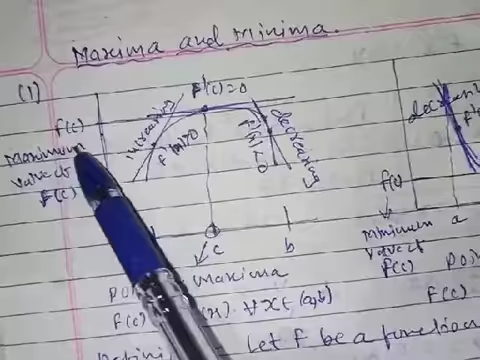 Maxima and Minima.
(1)
f'(c)=0
increasing
f'(x)>0
decreasing
f'(x)<0
f(c)
Maximum
value of
f(c)
c
b
decreasing
f(c)
a
minimum
value of
f(c)
maxima
f(c) (x) ∀ x ∈ (a,b)
f(c)
Let f be a function